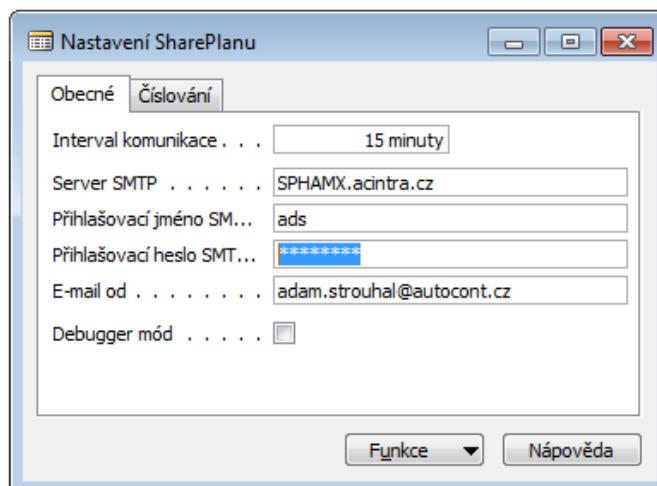 Nastavení SharePlanu
Obecné Číslování
Interval komunikace . . . 15 minuty
Server SMTP . . . . . . SPHAMX.acintra.cz
Přihlašovací jméno SM... ads
Přihlašovací heslo SMT... ********
E-mail od . . . . . . . . adam.strouhal@autocont.cz
Debugger mód . . . . .
Funkce Nápověda